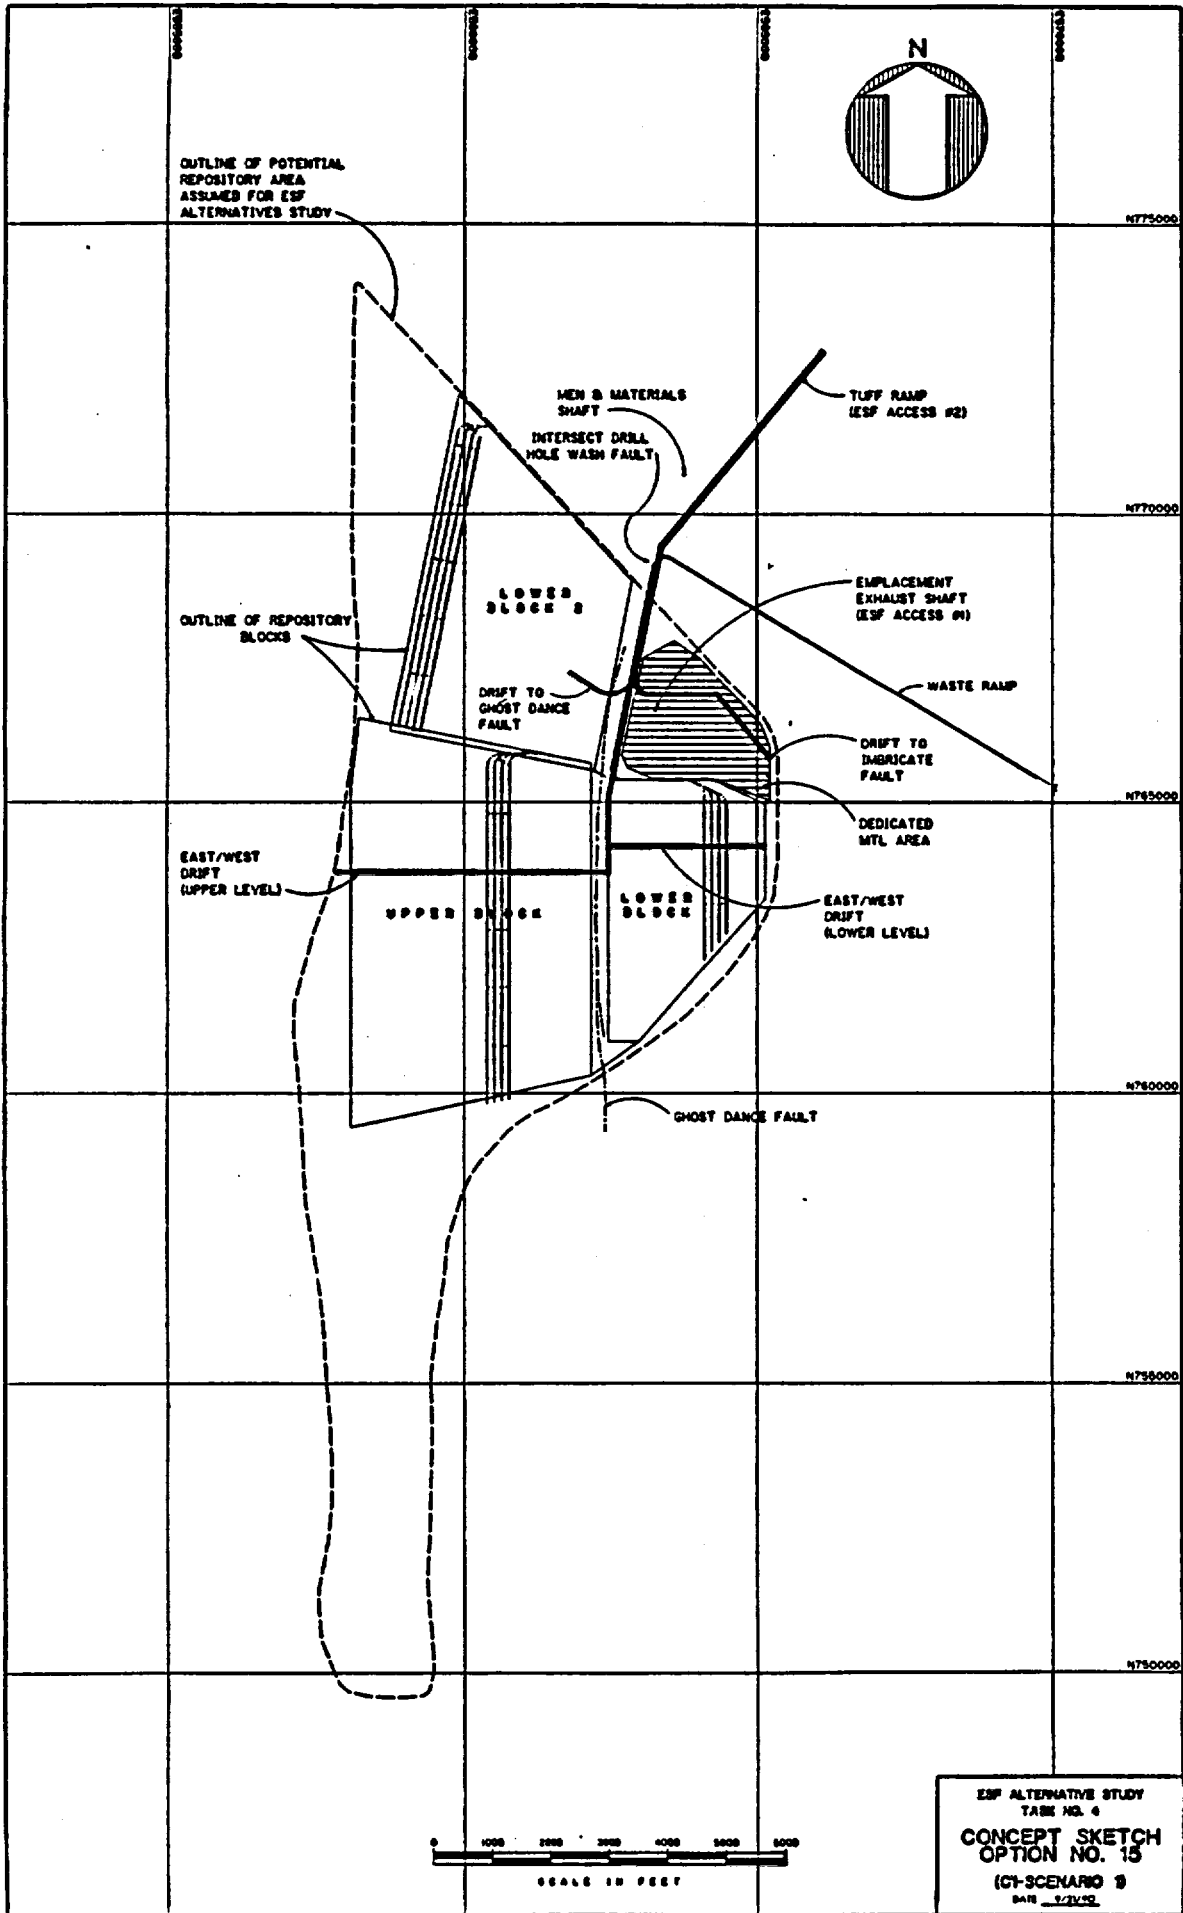 N
OUTLINE OF POTENTIAL
REPOSITORY AREA
ASSUMED FOR ESF
ALTERNATIVES STUDY
N775000
MEN & MATERIALS
SHAFT
TUFF RAMP
(ESF ACCESS #2)
INTERSECT DRILL
HOLE WASH FAULT
N770000
LOWER
BLOCK 2
EMPLACEMENT
EXHAUST SHAFT
(ESF ACCESS #1)
OUTLINE OF REPOSITORY
BLOCKS
DRIFT TO
GHOST DANCE
FAULT
WASTE RAMP
DRIFT TO
IMBRICATE
FAULT
N765000
DEDICATED
MTL AREA
EAST/WEST
DRIFT
(UPPER LEVEL)
UPPER BLOCK
LOWER
BLOCK
EAST/WEST
DRIFT
(LOWER LEVEL)
N760000
GHOST DANCE FAULT
N755000
N750000
0 1000 2000 3000 4000 5000 6000
SCALE IN FEET
ESF ALTERNATIVE STUDY
TASK NO. 4
CONCEPT SKETCH
OPTION NO. 15
(C1-SCENARIO 1)
DATE